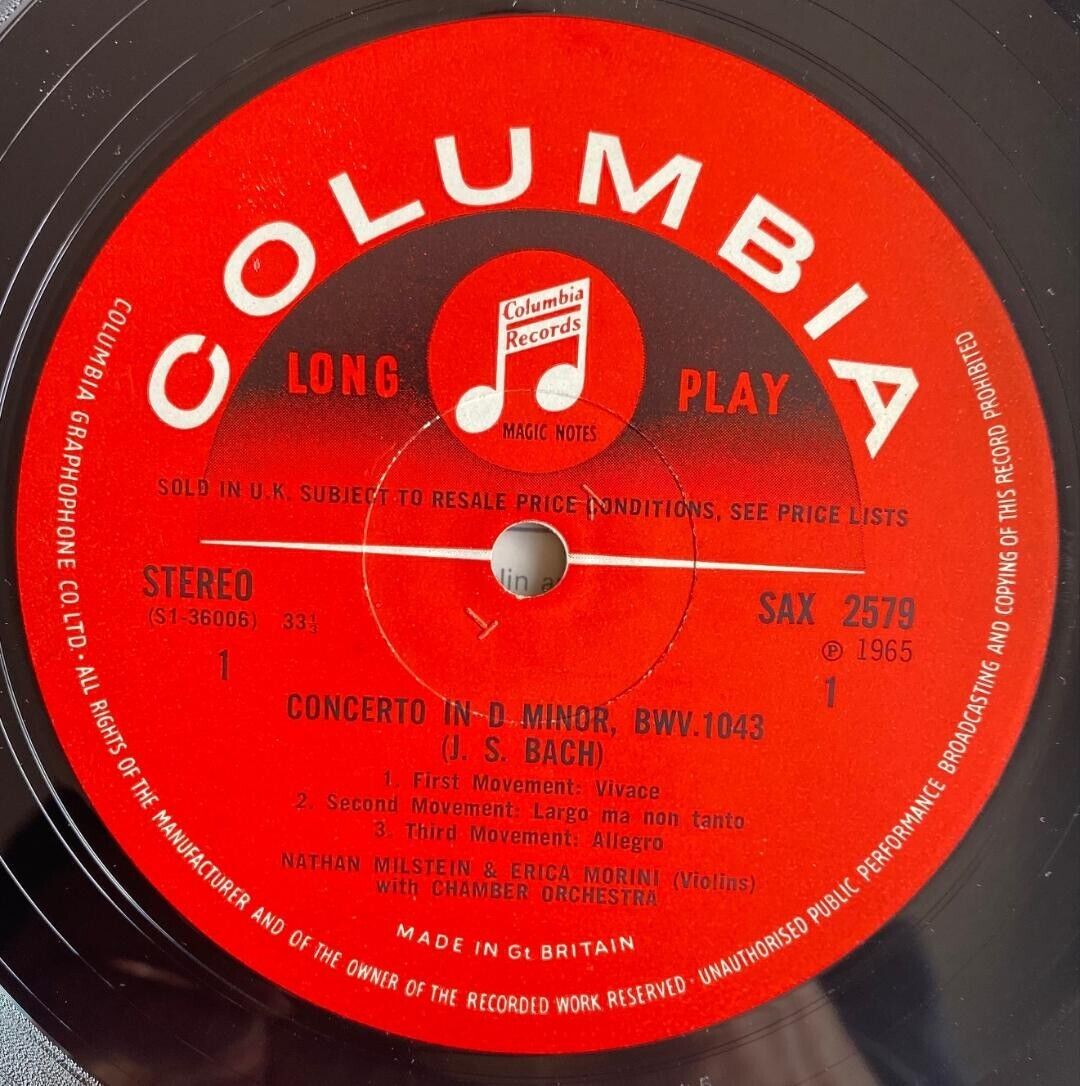 COLUMBIA
Columbia
Records
LONG PLAY
MAGIC NOTES
SOLD IN U.K. SUBJECT TO RESALE PRICE CONDITIONS, SEE PRICE LISTS
lin a
STEREO
SAX 2579
(S1-36006) 33⅓
℗ 1965
1
1
CONCERTO IN D MINOR, BWV.1043
(J. S. BACH)
1. First Movement: Vivace
2. Second Movement: Largo ma non tanto
3. Third Movement: Allegro
NATHAN MILSTEIN & ERICA MORINI (Violins)
with CHAMBER ORCHESTRA
MADE IN Gt BRITAIN
COLUMBIA GRAPHOPHONE CO. LTD. · ALL RIGHTS OF THE MANUFACTURER AND OF THE OWNER OF THE RECORDED WORK RESERVED · UNAUTHORISED PUBLIC PERFORMANCE BROADCASTING AND COPYING OF THIS RECORD PROHIBITED